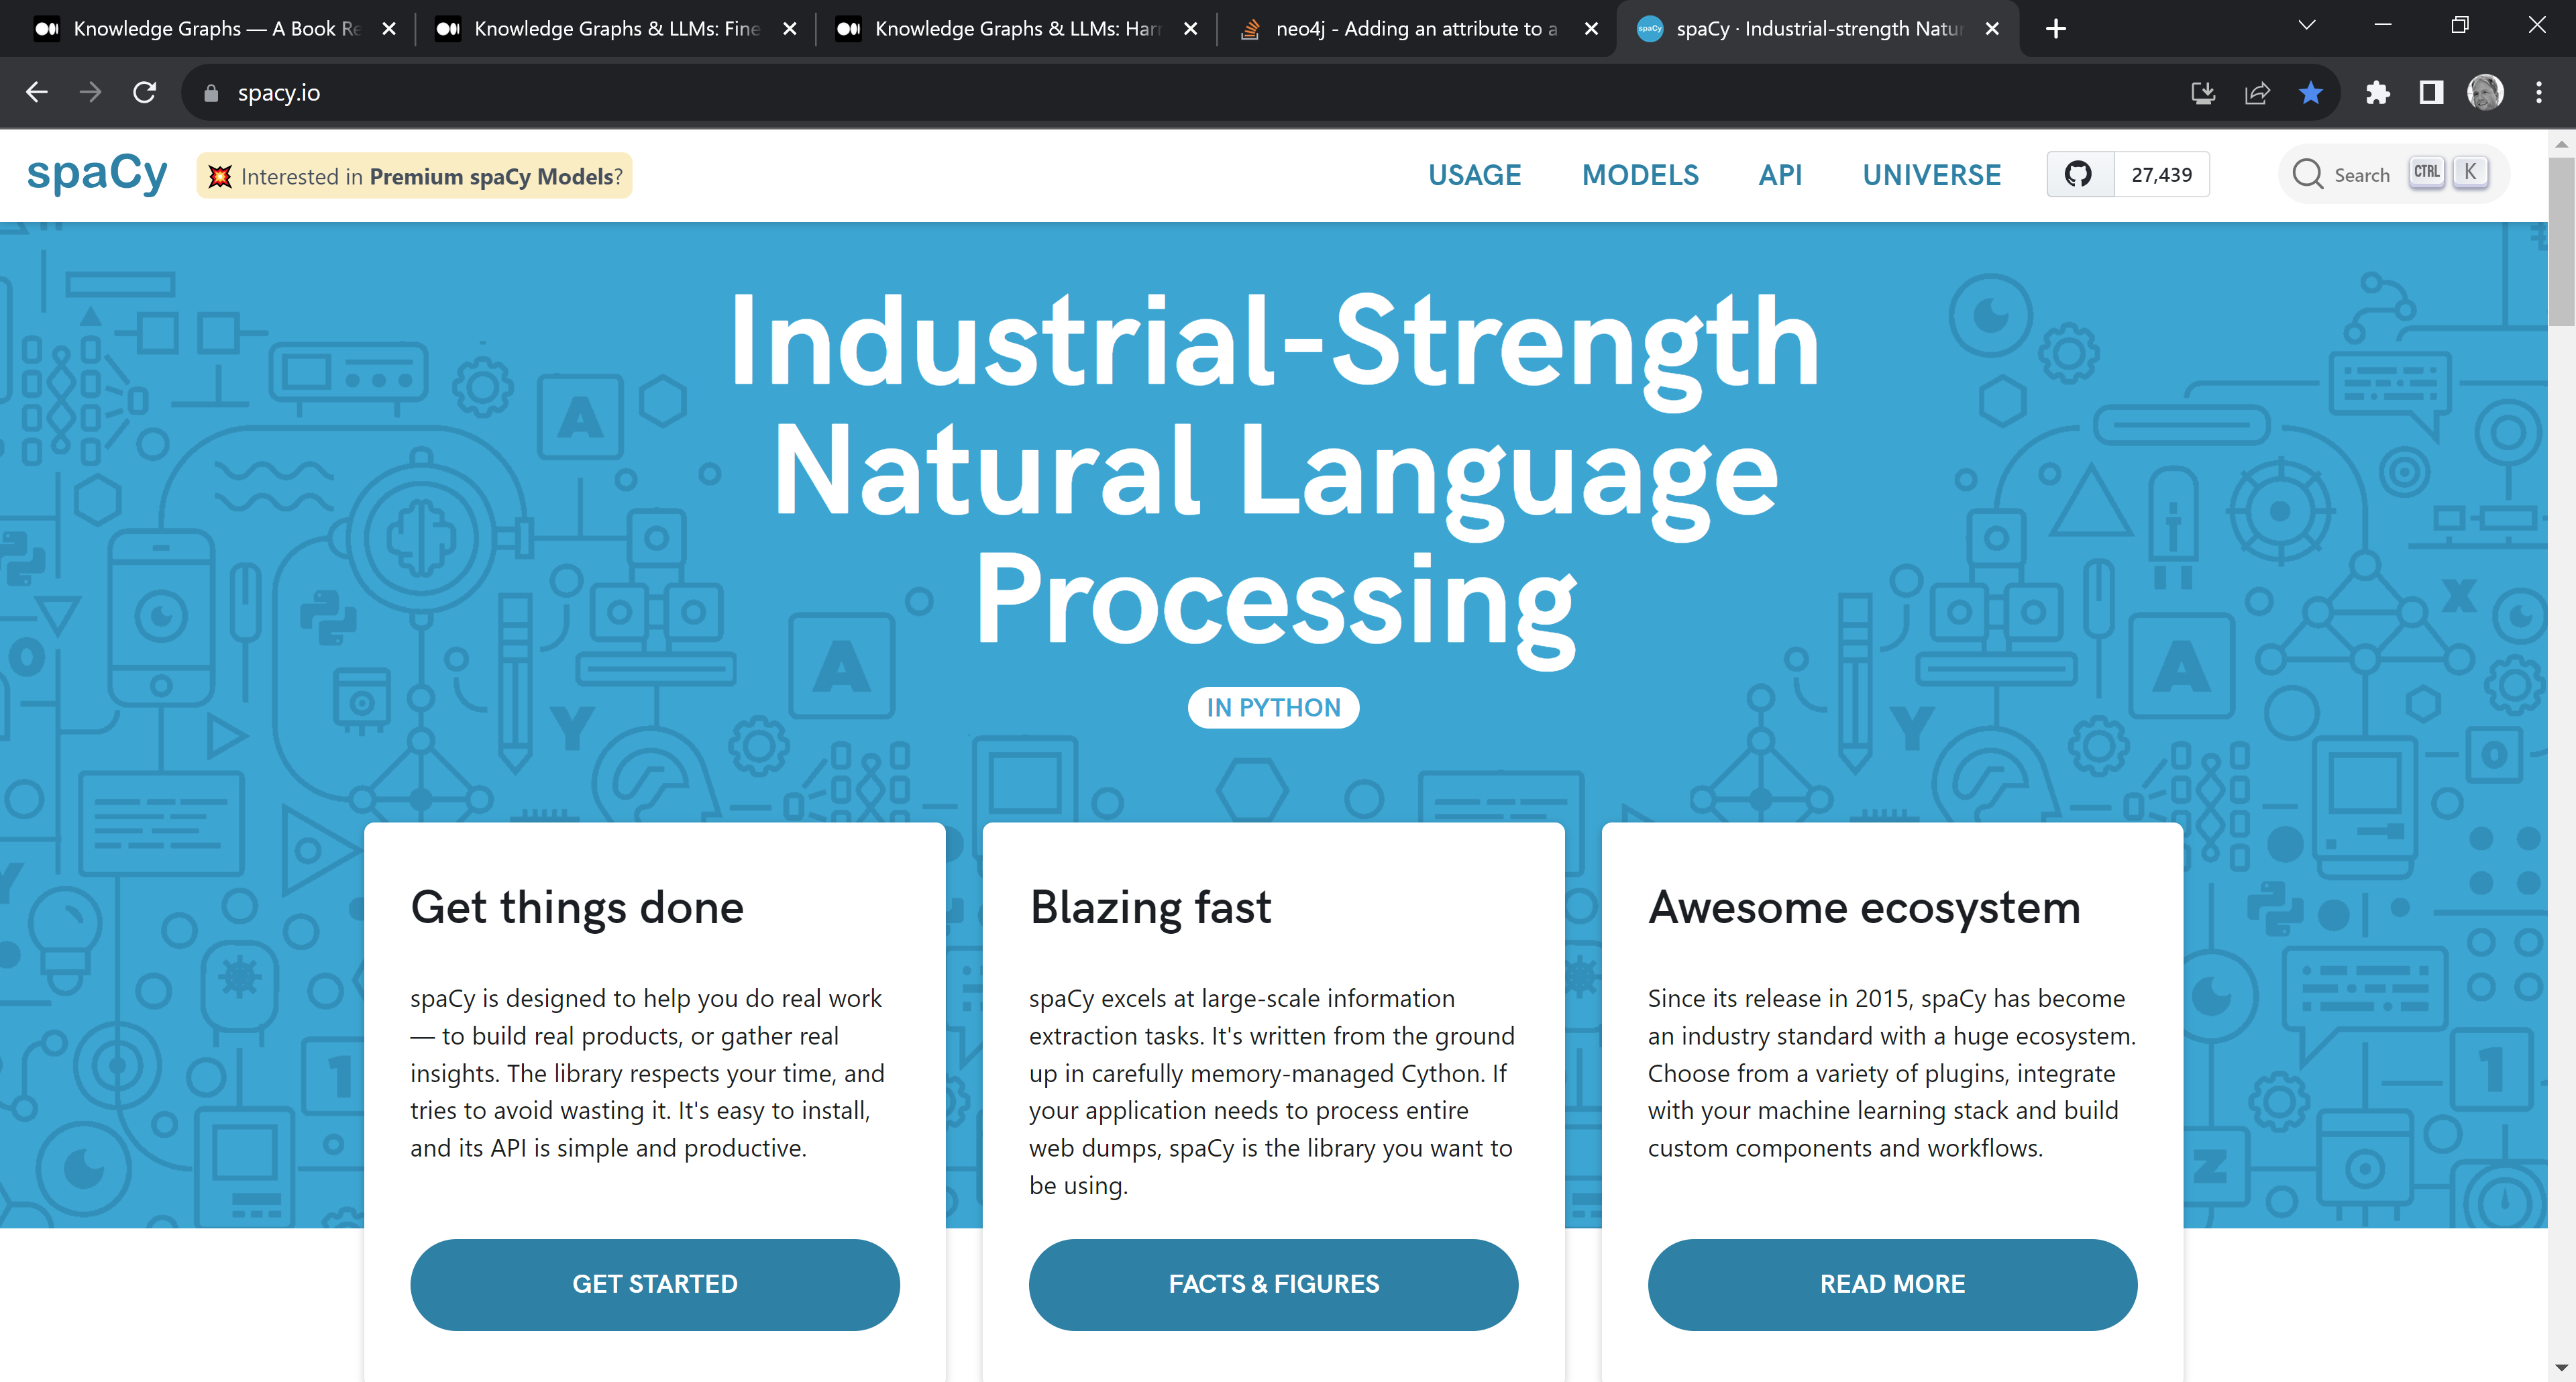 Knowledge Graphs — A Book Re
Knowledge Graphs & LLMs: Fine
Knowledge Graphs & LLMs: Harr
neo4j - Adding an attribute to a
spaCy
spaCy · Industrial-strength Natur
spacy.io
spaCy
Interested in Premium spaCy Models?
USAGE
MODELS
API
UNIVERSE
27,439
Search
CTRL
K
Industrial-Strength
Natural Language
Processing
IN PYTHON
Get things done
spaCy is designed to help you do real work
— to build real products, or gather real
insights. The library respects your time, and
tries to avoid wasting it. It's easy to install,
and its API is simple and productive.
GET STARTED
Blazing fast
spaCy excels at large-scale information
extraction tasks. It's written from the ground
up in carefully memory-managed Cython. If
your application needs to process entire
web dumps, spaCy is the library you want to
be using.
FACTS & FIGURES
Awesome ecosystem
Since its release in 2015, spaCy has become
an industry standard with a huge ecosystem.
Choose from a variety of plugins, integrate
with your machine learning stack and build
custom components and workflows.
READ MORE